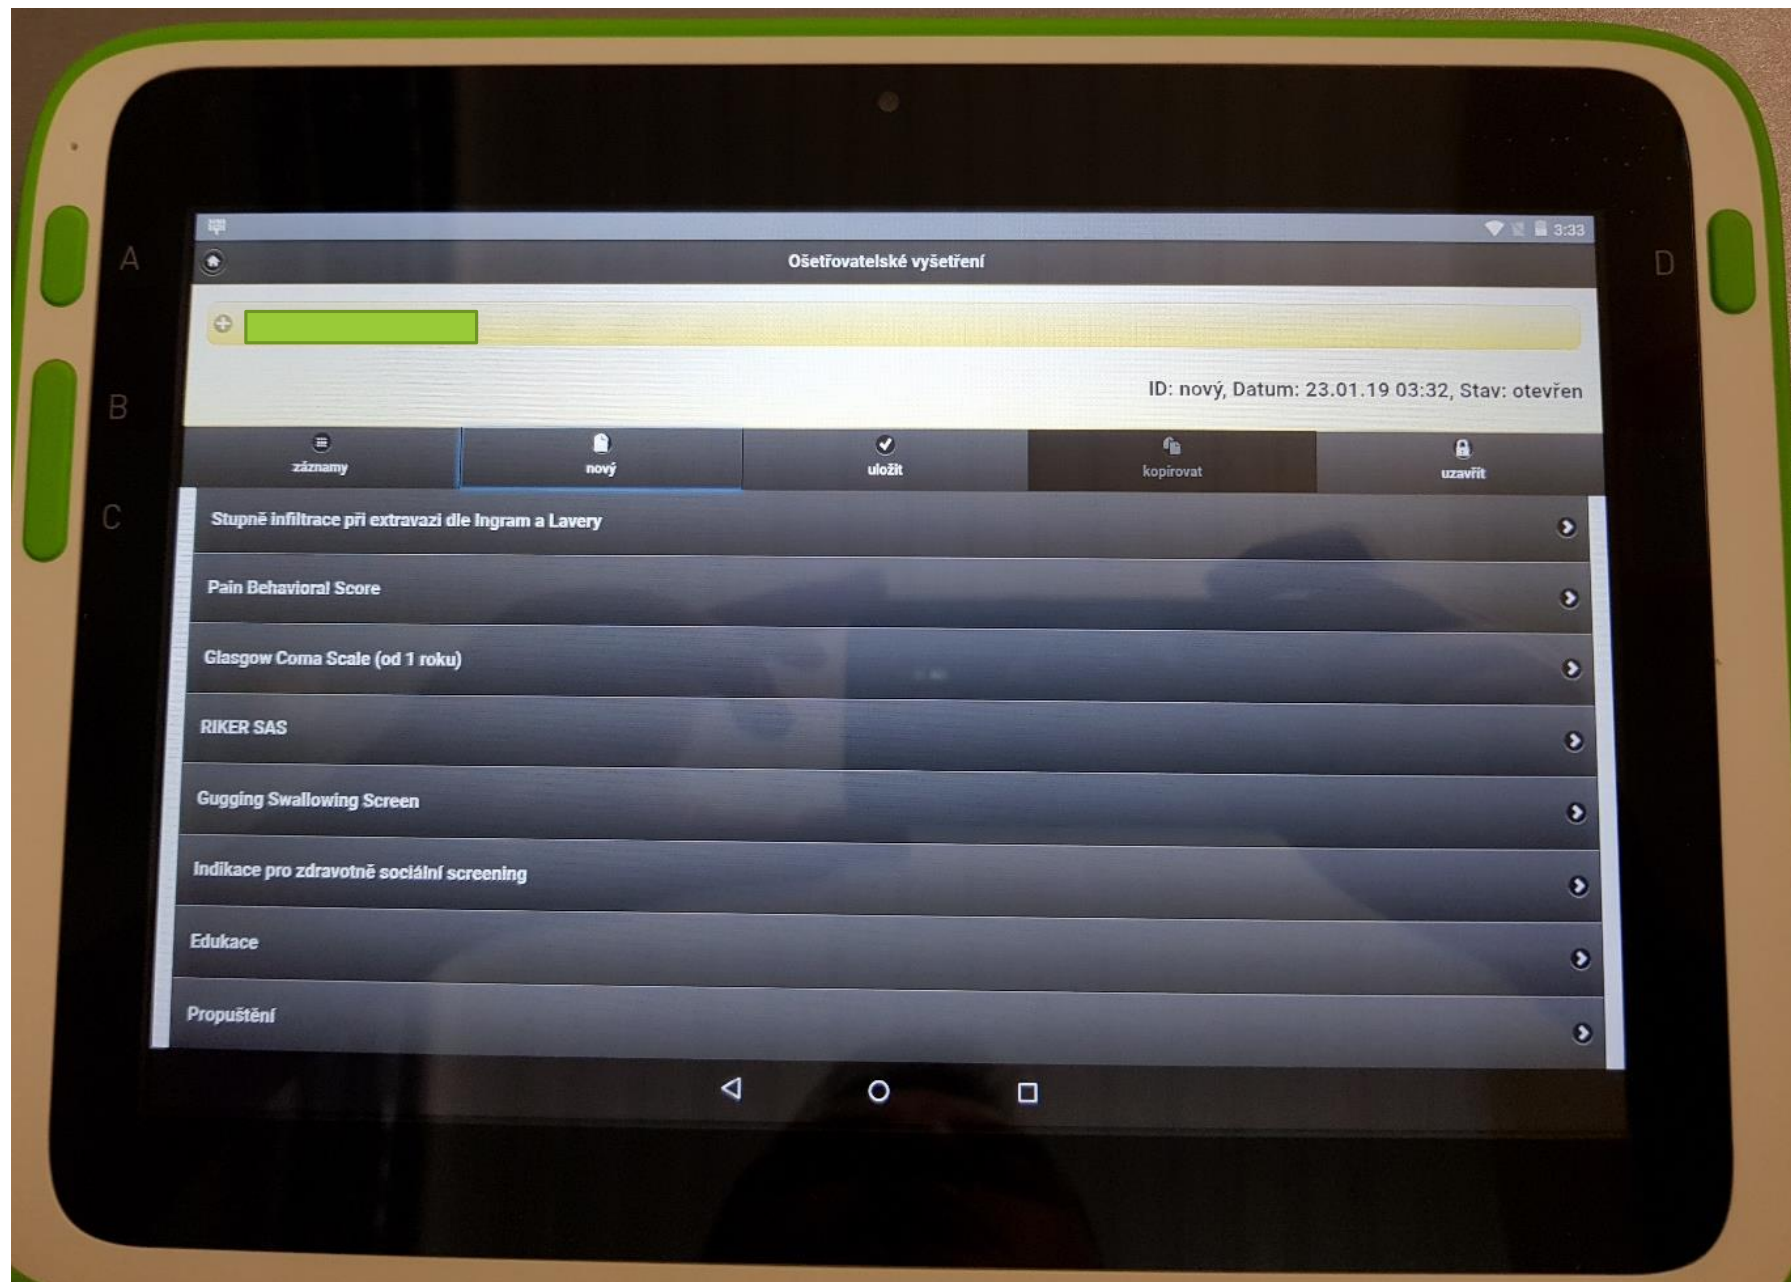 3:33
A
Ošetřovatelské vyšetření
D
ID: nový, Datum: 23.01.19 03:32, Stav: otevřen
B
záznamy
nový
uložit
kopírovat
uzavřít
C
Stupně infiltrace při extravazi dle Ingram a Lavery
Pain Behavioral Score
Glasgow Coma Scale (od 1 roku)
RIKER SAS
Gugging Swallowing Screen
Indikace pro zdravotně sociální screening
Edukace
Propuštění